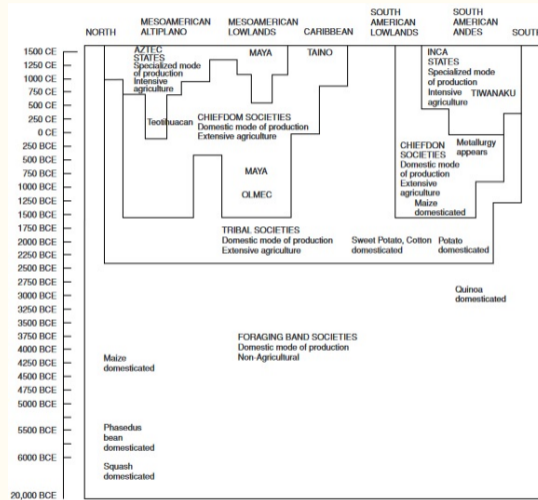 NORTH
MESOAMERICAN
ALTIPLANO
MESOAMERICAN
LOWLANDS
CARIBBEAN
SOUTH
AMERICAN
LOWLANDS
SOUTH
AMERICAN
ANDES
SOUTH
1500 CE
1250 CE
1000 CE
750 CE
500 CE
250 CE
0 CE
250 BCE
500 BCE
750 BCE
1000 BCE
1250 BCE
1500 BCE
1750 BCE
2000 BCE
2250 BCE
2500 BCE
2750 BCE
3000 BCE
3250 BCE
3500 BCE
3750 BCE
4000 BCE
4250 BCE
4500 BCE
4750 BCE
5000 BCE
5500 BCE
6000 BCE
20,000 BCE
AZTEC
STATES
Specialized mode
of production
Intensive
agriculture
Teotihuacan
MAYA
TAINO
CHIEFDOM SOCIETIES
Domestic mode of production
Extensive agriculture
MAYA
OLMEC
INCA
STATES
Specialized mode
of production
Intensive TIWANAKU
agriculture
CHIEFDON
SOCIETIES
Domestic mode
of production
Extensive
agriculture
Maize
domesticated
Metallurgy
appears
TRIBAL SOCIETIES
Domestic mode of production
Extensive agriculture
Sweet Potato, Cotton
domesticated
Potato
domesticated
Quinoa
domesticated
FORAGING BAND SOCIETIES
Domestic mode of production
Non-Agricultural
Maize
domesticated
Phasedus
bean
domesticated
Squash
domesticated